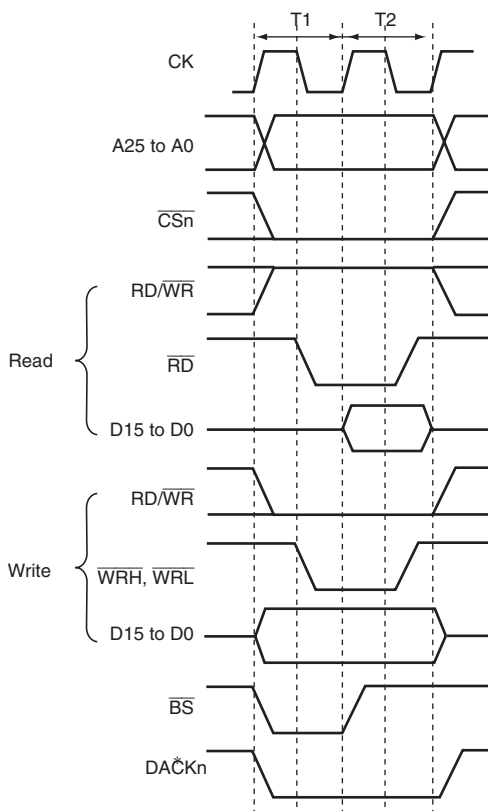 T1 T2
CK
A25 to A0
CSn
RD/WR
Read
RD
D15 to D0
RD/WR
Write
WRH, WRL
D15 to D0
BS
DACKn*